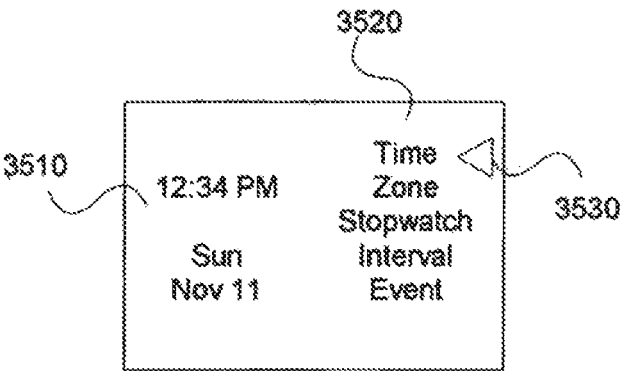 3520
3510
12:34 PM
Sun
Nov 11
Time
Zone
Stopwatch
Interval
Event
3530